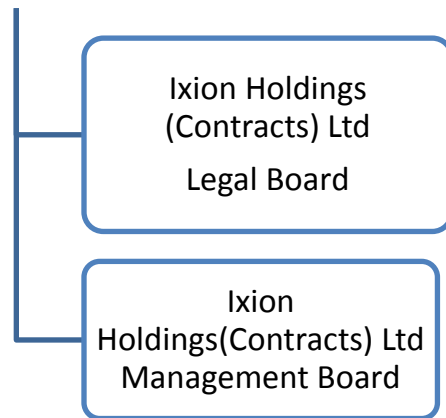 Ixion Holdings
(Contracts) Ltd
Legal Board
Ixion
Holdings(Contracts) Ltd
Management Board